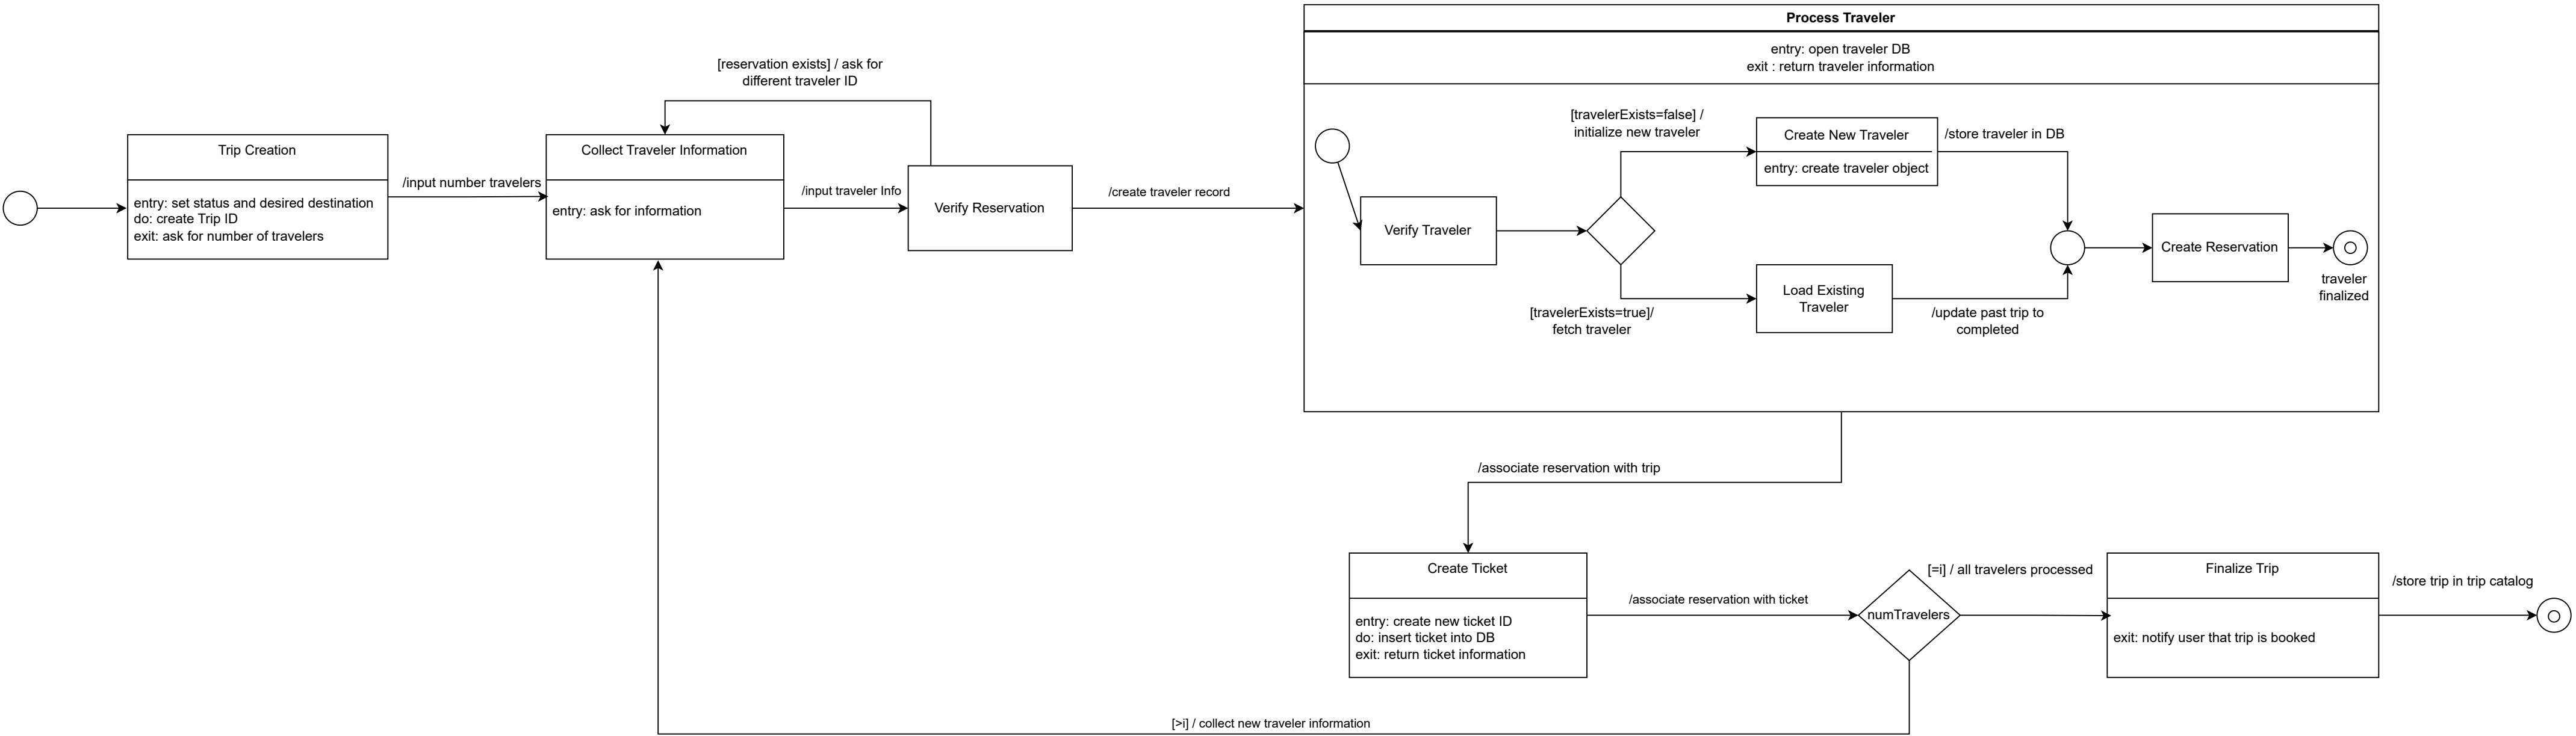 Process Traveler
entry: open traveler DB
exit : return traveler information
[reservation exists] / ask for
different traveler ID
Trip Creation
entry: set status and desired destination
do: create Trip ID
exit: ask for number of travelers
/input number travelers
Collect Traveler Information
entry: ask for information
/input traveler Info
Verify Reservation
/create traveler record
Verify Traveler
[travelerExists=false] /
initialize new traveler
Create New Traveler
entry: create traveler object
/store traveler in DB
[travelerExists=true]/
fetch traveler
Load Existing
Traveler
/update past trip to
completed
Create Reservation
traveler
finalized
/associate reservation with trip
Create Ticket
entry: create new ticket ID
do: insert ticket into DB
exit: return ticket information
/associate reservation with ticket
numTravelers
[=i] / all travelers processed
Finalize Trip
exit: notify user that trip is booked
/store trip in trip catalog
[>i] / collect new traveler information